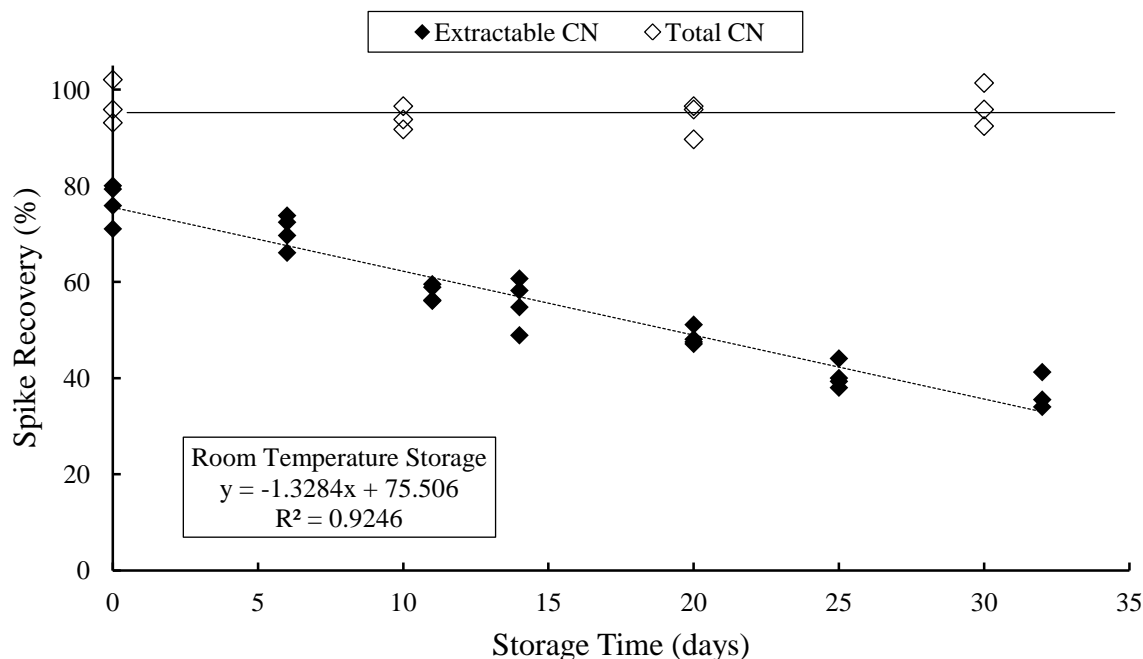 Extractable CN Total CN
100
80
60
40
20
0
Spike Recovery (%)
Room Temperature Storage
y = -1.3284x + 75.506
R² = 0.9246
0 5 10 15 20 25 30 35
Storage Time (days)